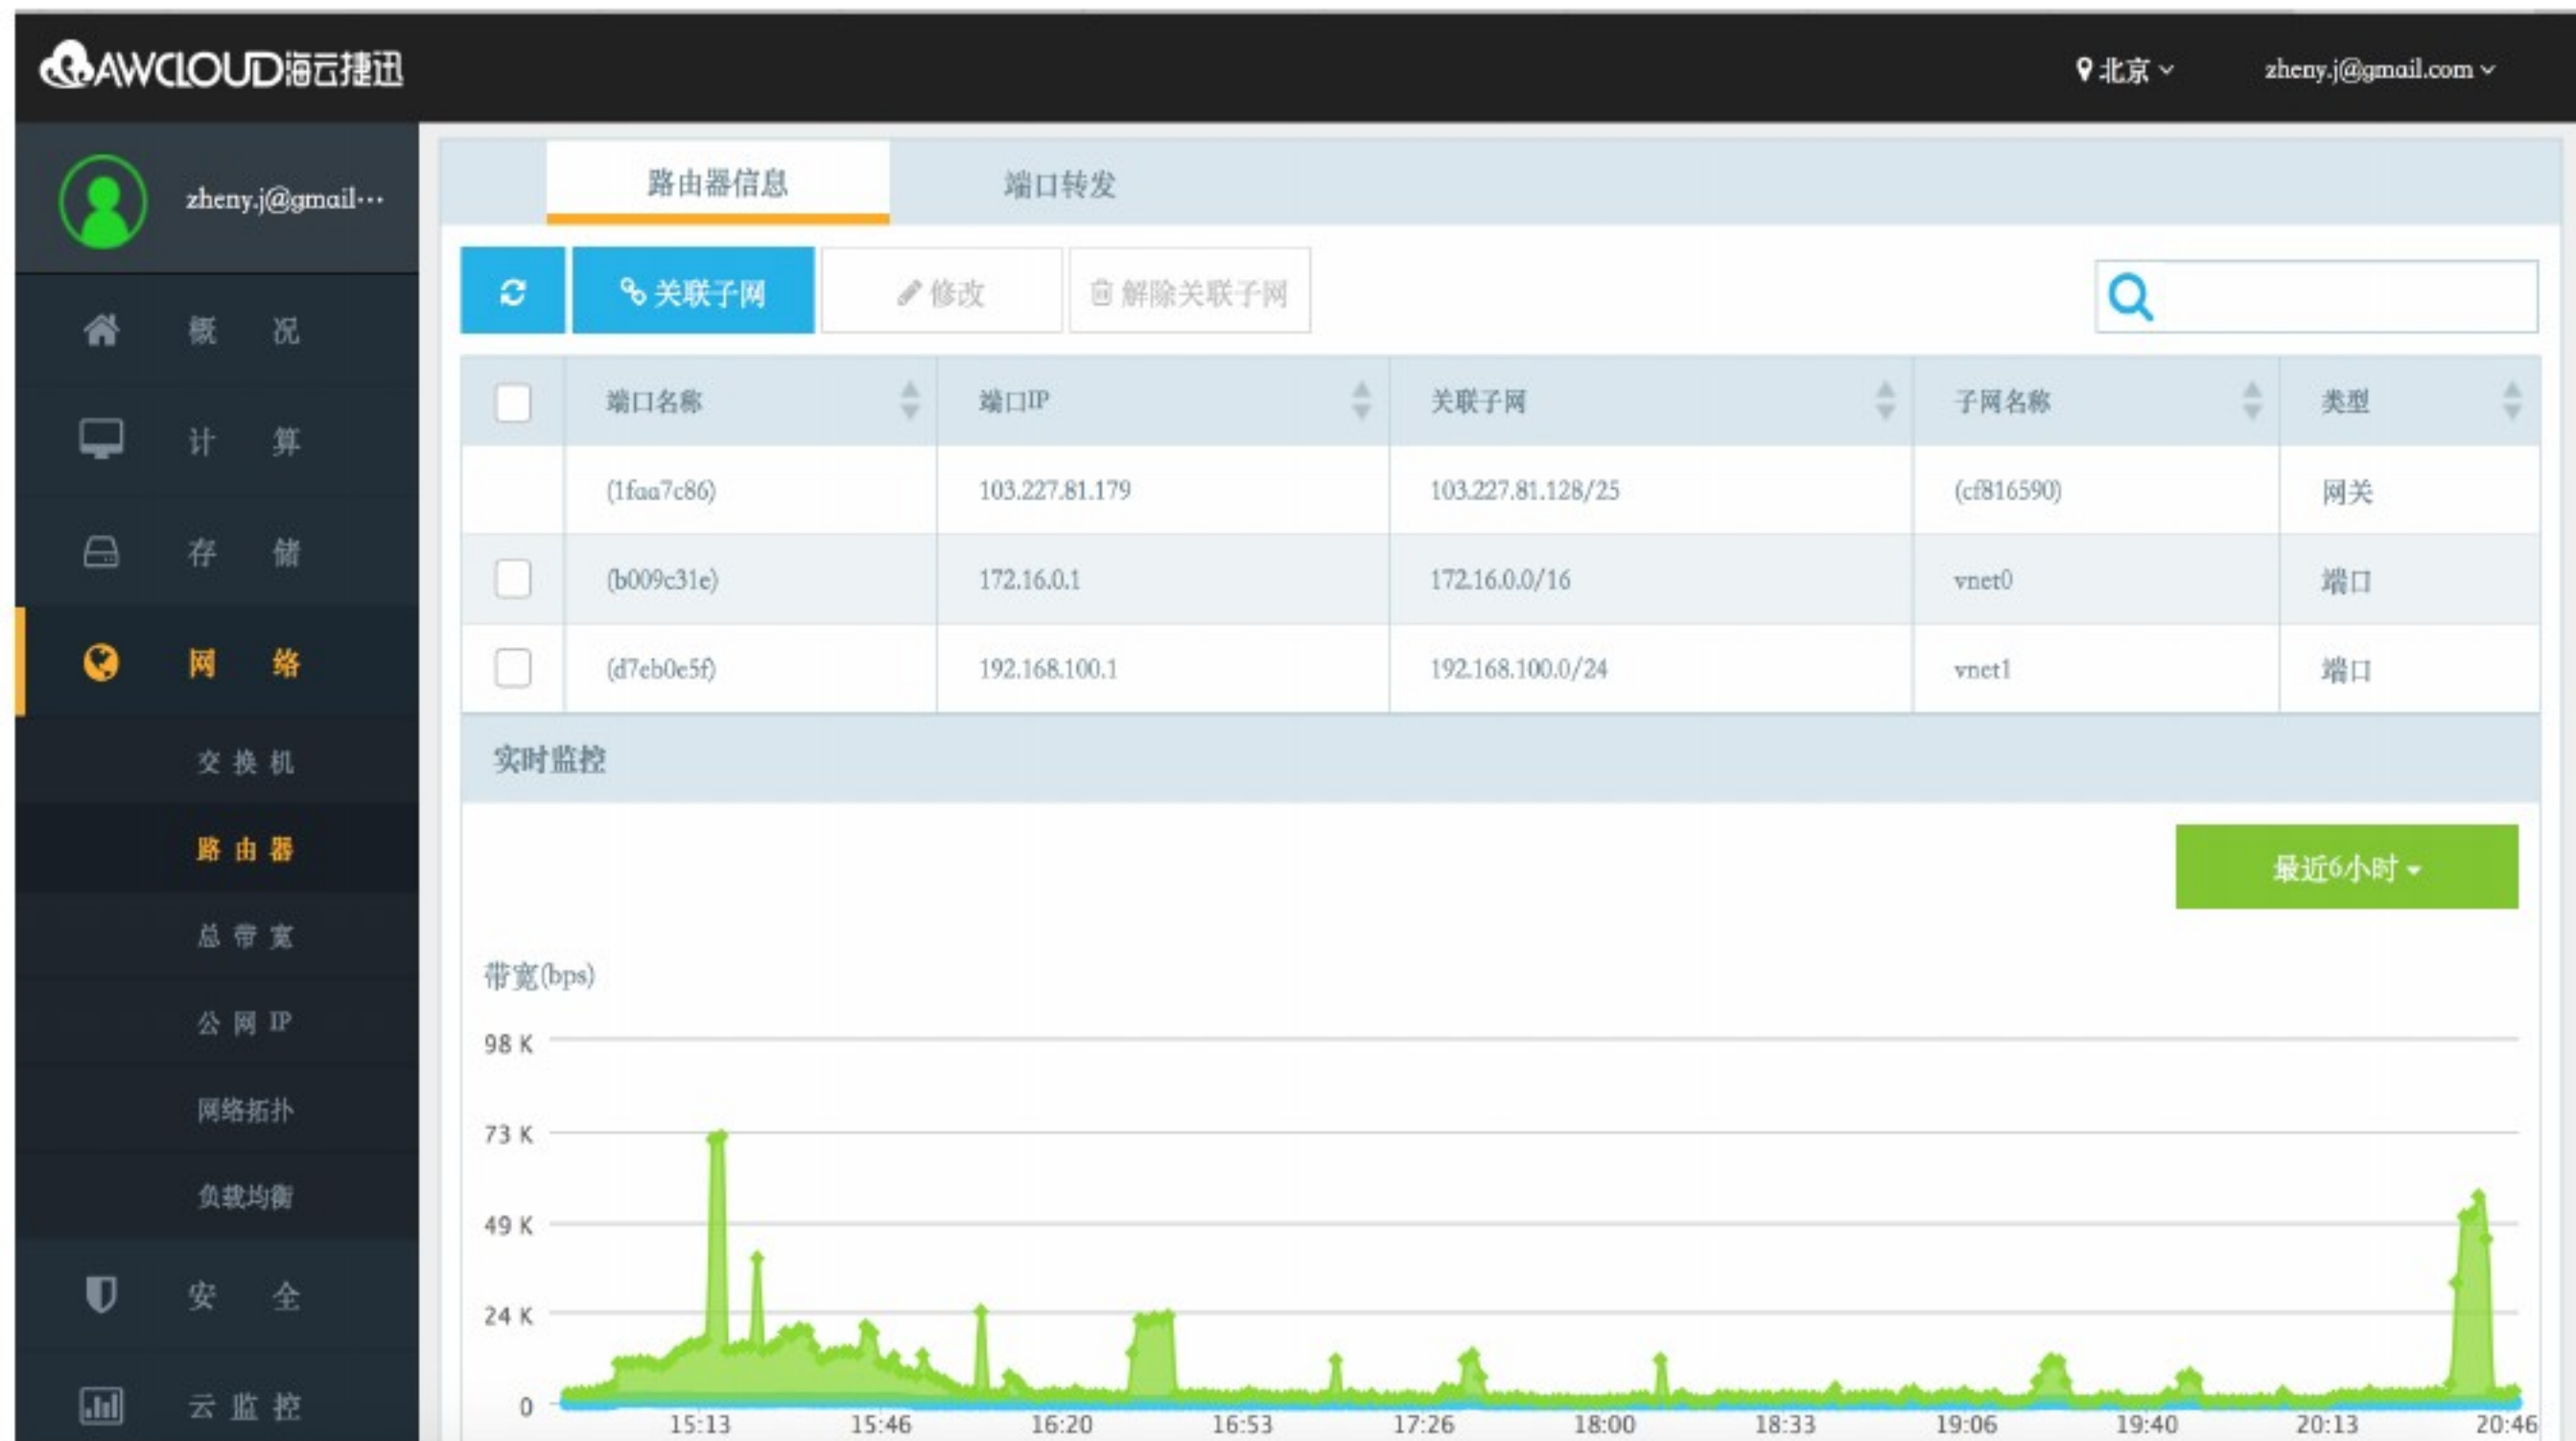 AWCLOUD海云捷迅
北京
zheny.j@gmail.com
zheny.j@gmail···
概 况
计 算
存 储
网 络
交换机
路由器
总带宽
公网IP
网络拓扑
负载均衡
安 全
云监控
路由器信息 端口转发
关联子网 修改 解除关联子网
端口名称 端口IP 关联子网 子网名称 类型
(1faa7c86) 103.227.81.179 103.227.81.128/25 (cf816590) 网关
(b009c31e) 172.16.0.1 172.16.0.0/16 vnet0 端口
(d7eb0e5f) 192.168.100.1 192.168.100.0/24 vnet1 端口
实时监控
最近6小时
带宽(bps)
98 K
73 K
49 K
24 K
0
15:13 15:46 16:20 16:53 17:26 18:00 18:33 19:06 19:40 20:13 20:46